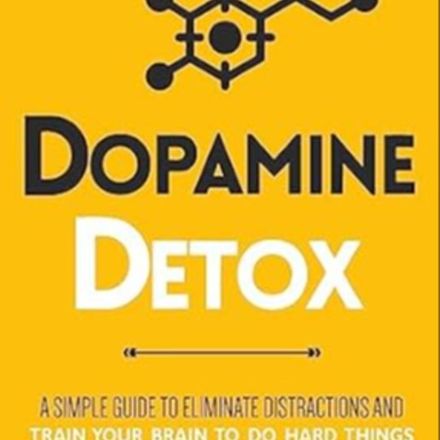 DOPAMINE
DETOX
A SIMPLE GUIDE TO ELIMINATE DISTRACTIONS AND
TRAIN YOUR BRAIN TO DO HARD THINGS